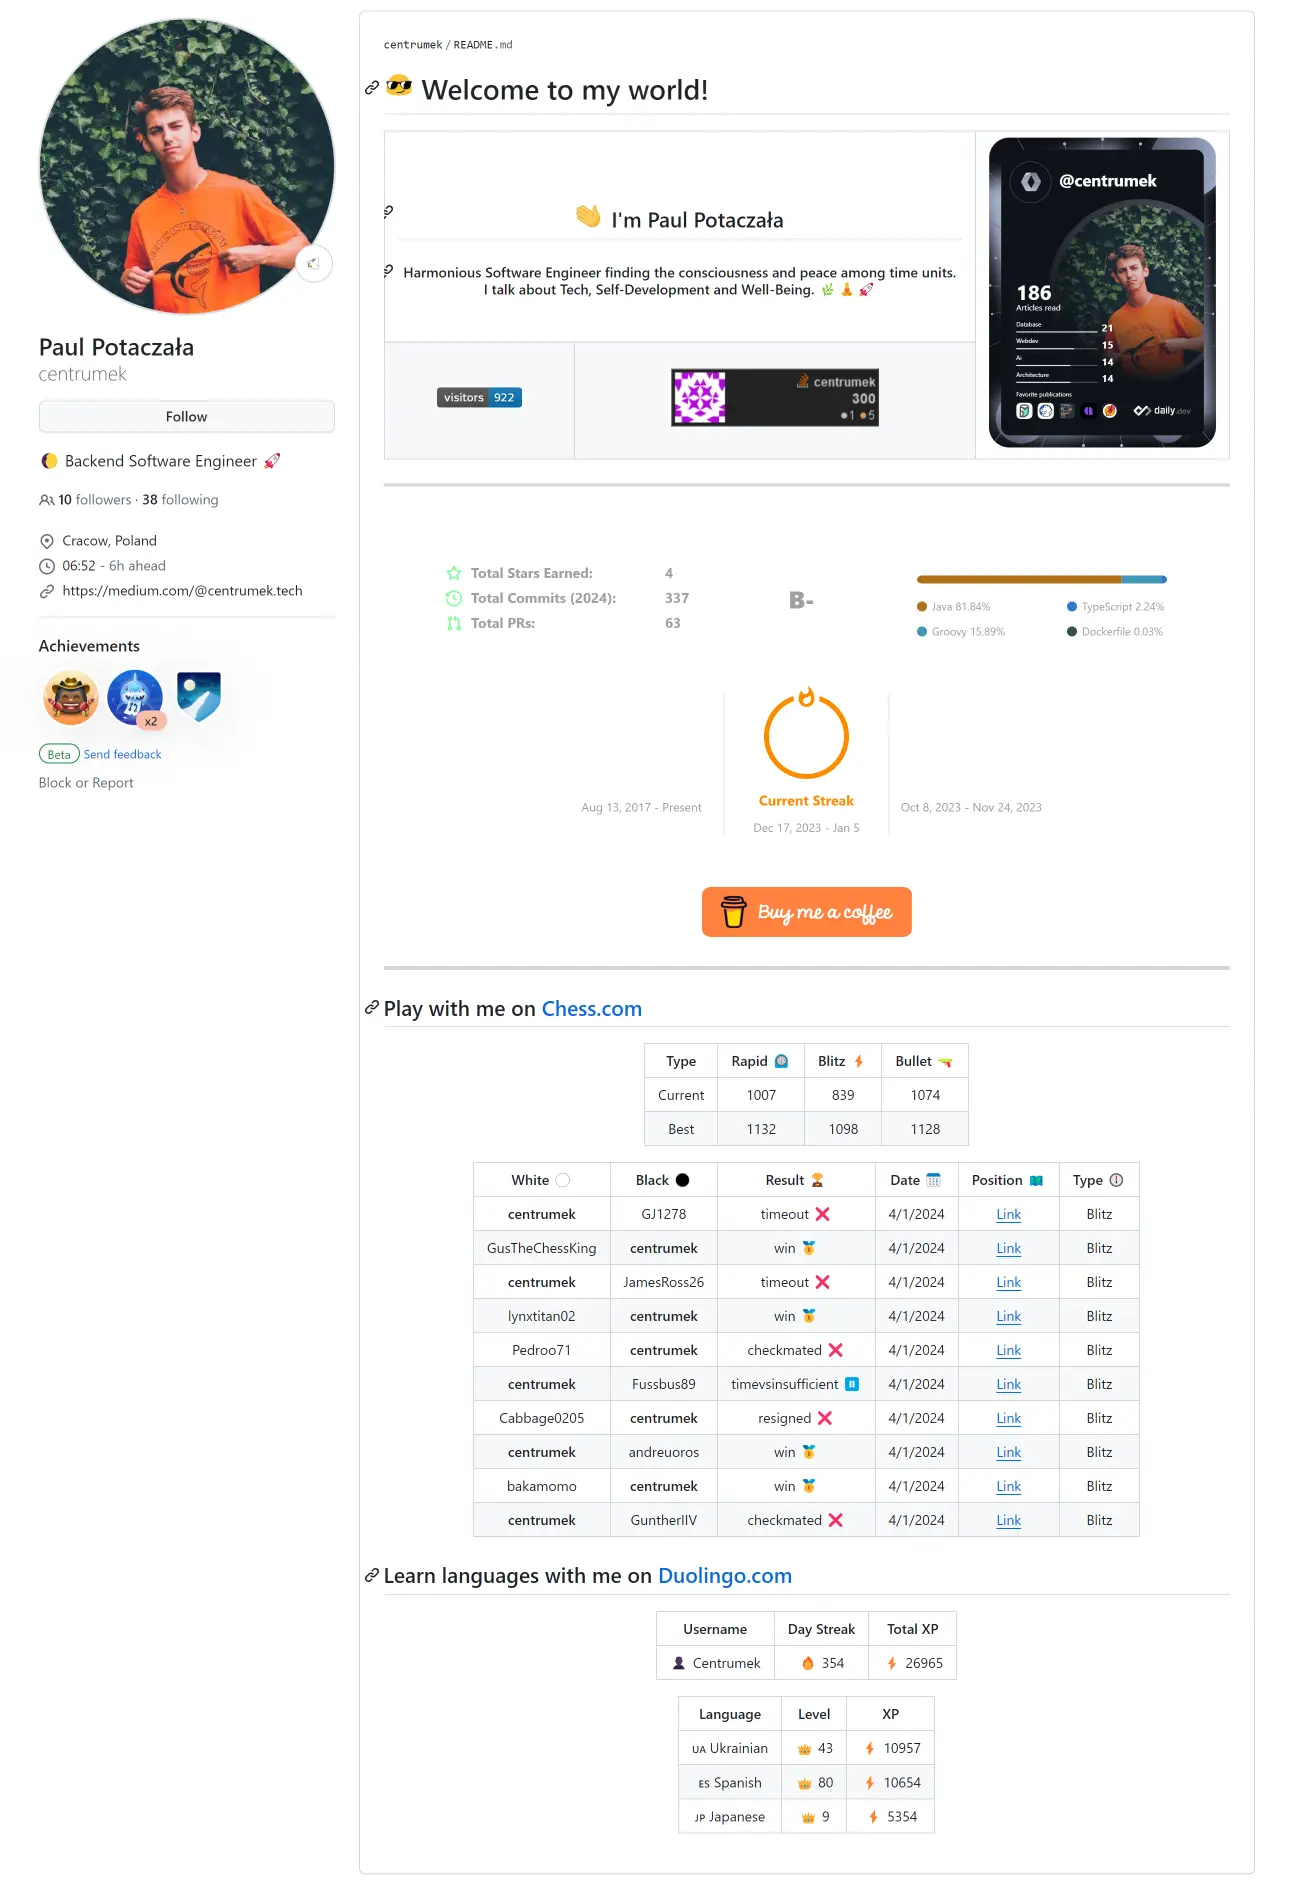 Paul Potaczała
centrumek
Follow
Backend Software Engineer
10 followers · 38 following
Cracow, Poland
06:52 - 6h ahead
https://medium.com/@centrumek.tech
Achievements
x2
Beta Send feedback
Block or Report
centrumek / README.md
Welcome to my world!
I'm Paul Potaczała
Harmonious Software Engineer finding the consciousness and peace among time units.
I talk about Tech, Self-Development and Well-Being.
visitors 922
centrumek
300
1 5
@centrumek
186
Articles read
Database 21
Webdev 15
Ai 14
Architecture 14
Favorite publications
daily.dev
Total Stars Earned: 4
Total Commits (2024): 337
Total PRs: 63
B-
Java 81.84% TypeScript 2.24%
Groovy 15.89% Dockerfile 0.03%
Aug 13, 2017 - Present
Current Streak
Dec 17, 2023 - Jan 5
Oct 8, 2023 - Nov 24, 2023
Buy me a coffee
Play with me on Chess.com
Type Rapid Blitz Bullet
Current 1007 839 1074
Best 1132 1098 1128
White Black Result Date Position Type
centrumek GJ1278 timeout 4/1/2024 Link Blitz
GusTheChessKing centrumek win 4/1/2024 Link Blitz
centrumek JamesRoss26 timeout 4/1/2024 Link Blitz
lynxtitan02 centrumek win 4/1/2024 Link Blitz
Pedroo71 centrumek checkmated 4/1/2024 Link Blitz
centrumek Fussbus89 timevsinsufficient 4/1/2024 Link Blitz
Cabbage0205 centrumek resigned 4/1/2024 Link Blitz
centrumek andreuoros win 4/1/2024 Link Blitz
bakamomo centrumek win 4/1/2024 Link Blitz
centrumek GuntherIIV checkmated 4/1/2024 Link Blitz
Learn languages with me on Duolingo.com
Username Day Streak Total XP
Centrumek 354 26965
Language Level XP
UA Ukrainian 43 10957
ES Spanish 80 10654
JP Japanese 9 5354